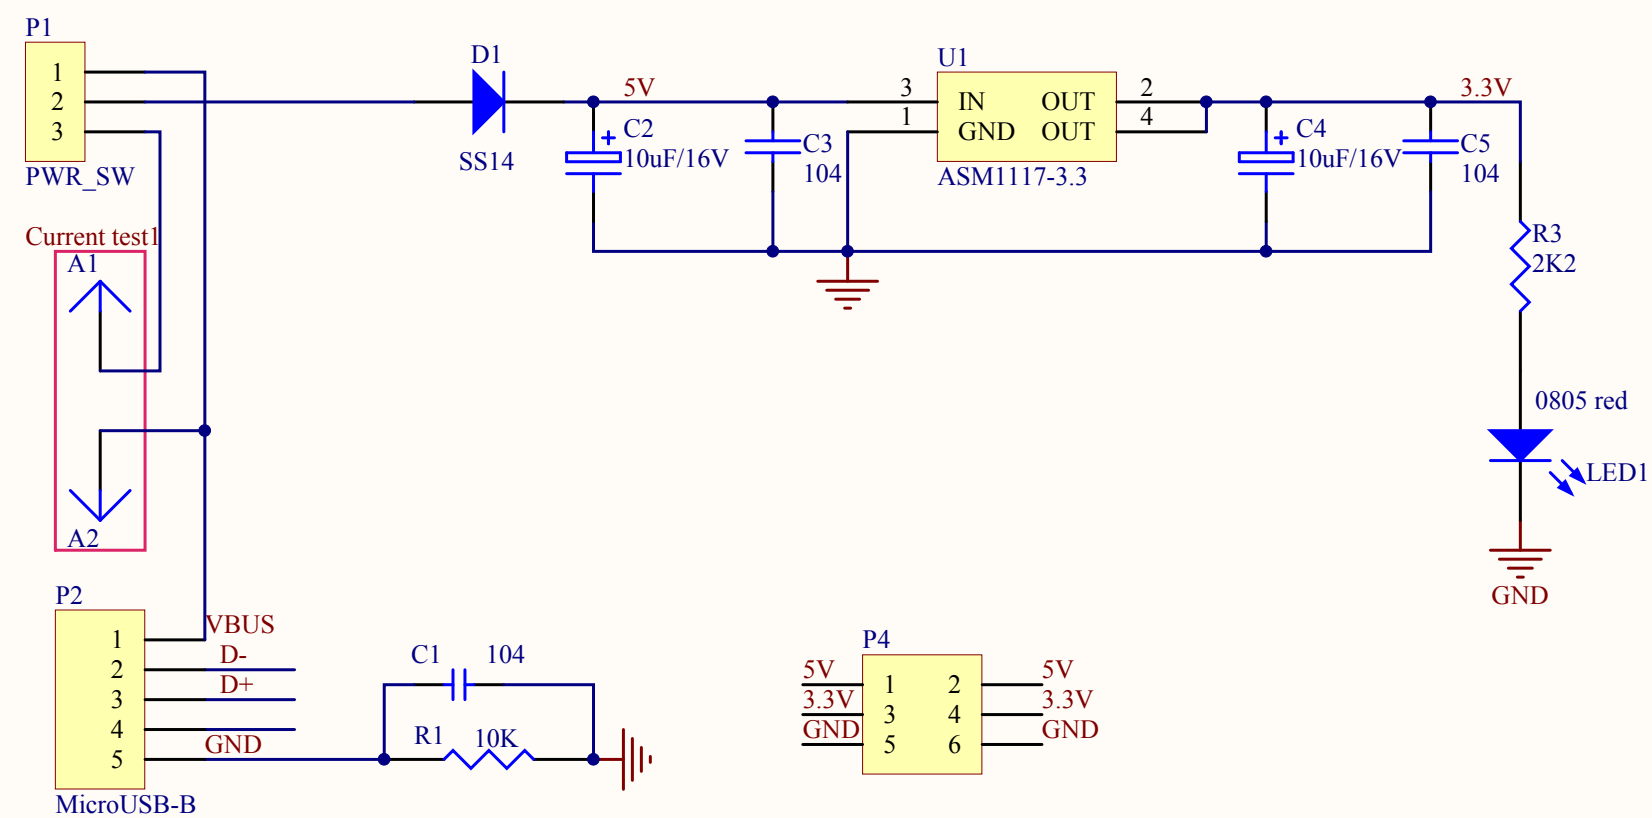 P1
1
2
3
PWR_SW
D1
SS14
5V
C2
10uF/16V
C3
104
U1
3 IN OUT 2
1 GND OUT 4
ASM1117-3.3
C4
10uF/16V
C5
104
3.3V
R3
2K2
0805 red
LED1
GND
Current test1
A1
A2
P2
1 VBUS
2 D-
3 D+
4
5 GND
MicroUSB-B
C1 104
R1 10K
P4
5V 1 2 5V
3.3V 3 4 3.3V
GND 5 6 GND